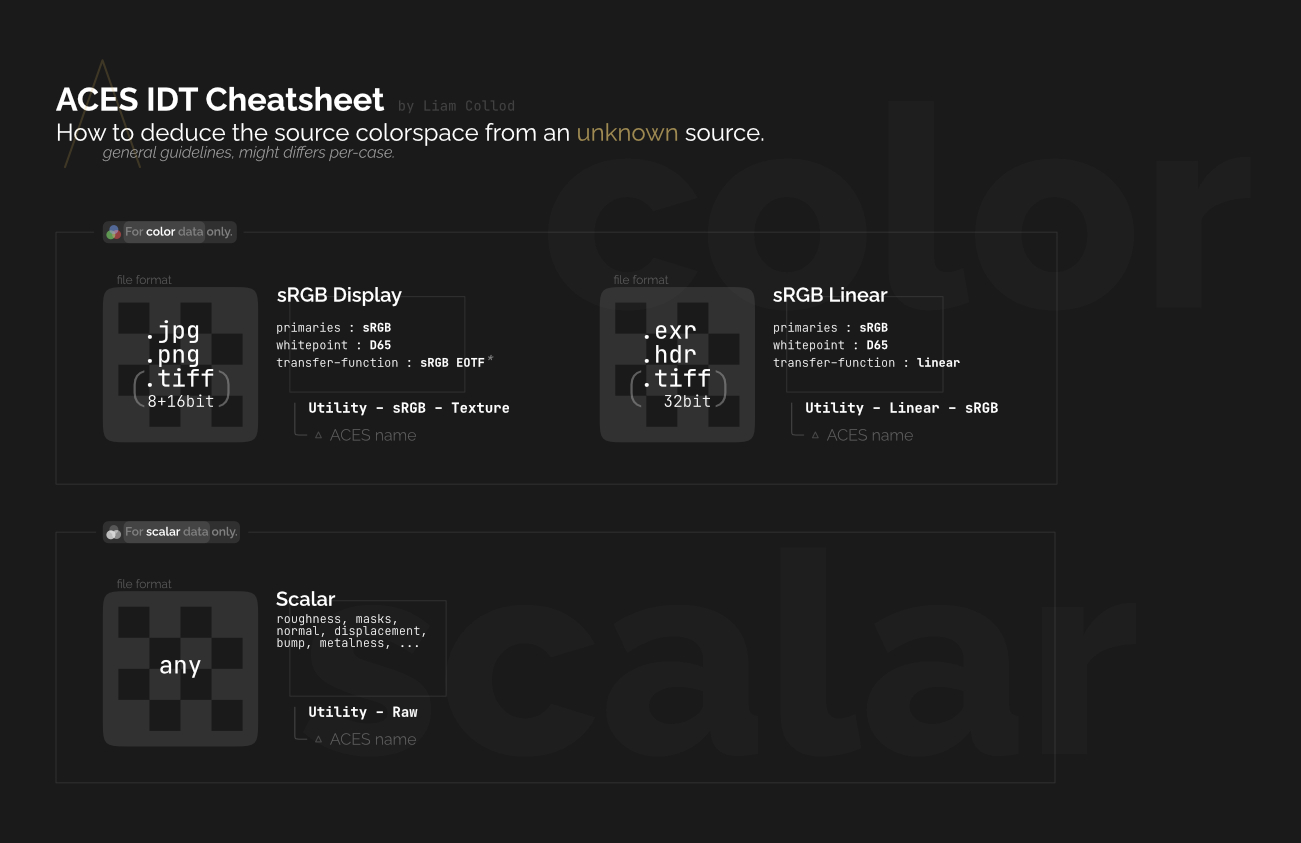 ACES IDT Cheatsheet by Liam Collod
How to deduce the source colorspace from an unknown source.
general guidelines, might differs per-case.
color
For color data only.
file format
.jpg
.png
.tiff
8+16bit
sRGB Display
primaries : sRGB
whitepoint : D65
transfer-function : sRGB EOTF*
Utility - sRGB - Texture
ACES name
file format
.exr
.hdr
.tiff
32bit
sRGB Linear
primaries : sRGB
whitepoint : D65
transfer-function : linear
Utility - Linear - sRGB
ACES name
For scalar data only.
scalar
file format
any
Scalar
roughness, masks,
normal, displacement,
bump, metalness, ...
Utility - Raw
ACES name